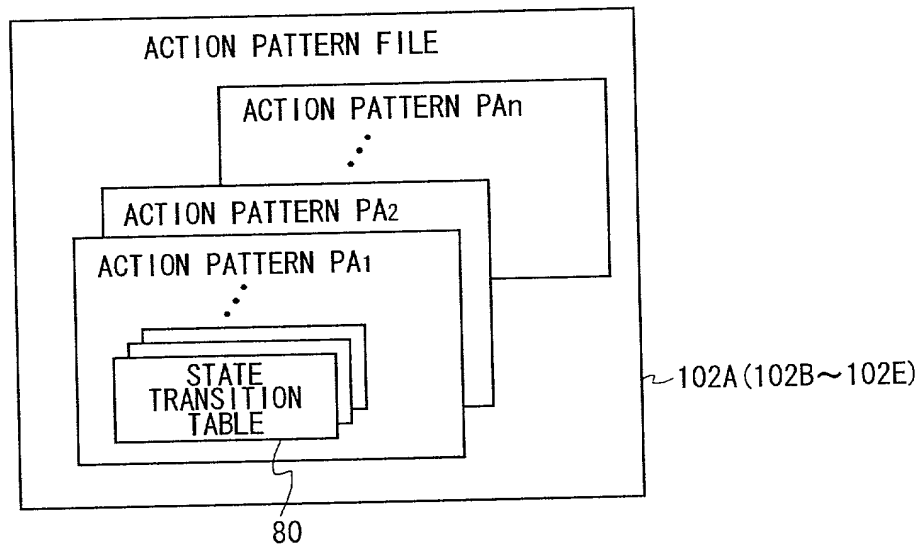 ACTION PATTERN FILE
ACTION PATTERN PAn
ACTION PATTERN PA2
ACTION PATTERN PA1
STATE
TRANSITION
TABLE
102A(102B～102E)
80